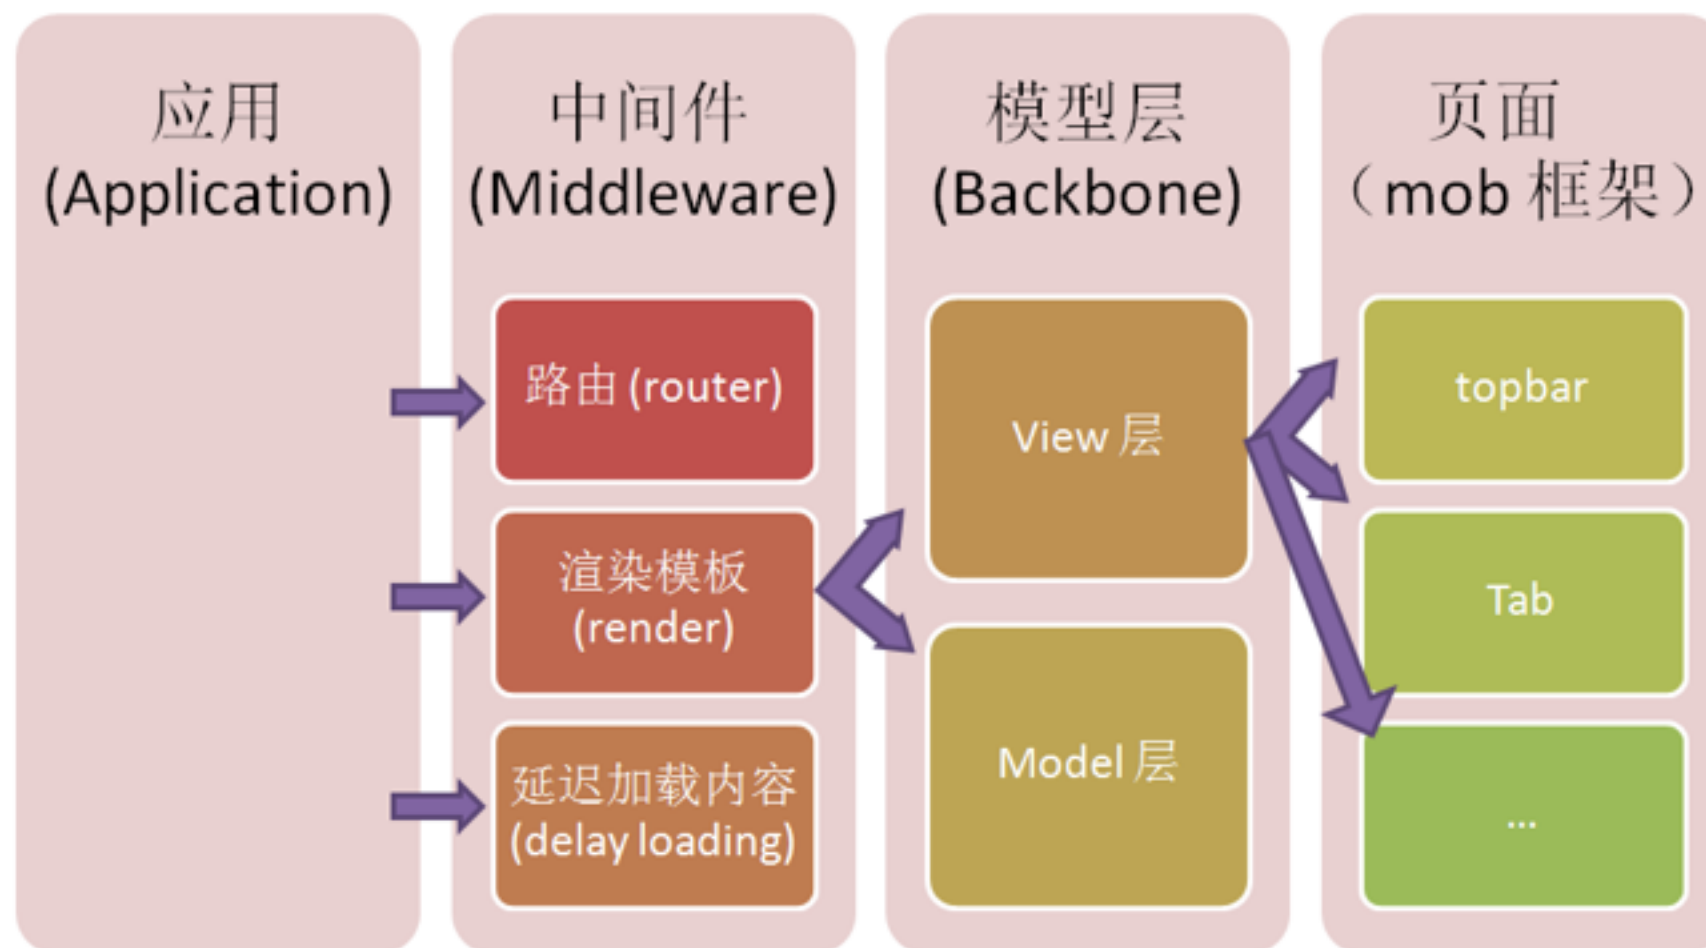 应用
(Application)
中间件
(Middleware)
路由 (router)
渲染模板
(render)
延迟加载内容
(delay loading)
模型层
(Backbone)
View 层
Model 层
页面
（mob 框架）
topbar
Tab
...